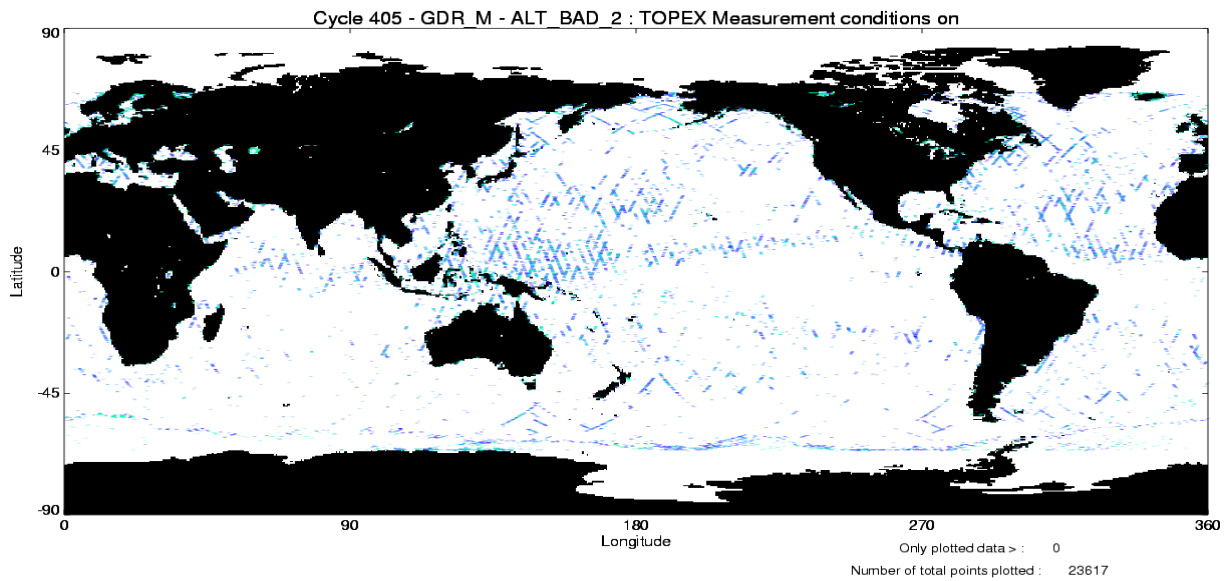 Cycle 405 - GDR_M - ALT_BAD_2 : TOPEX Measurement conditions on
90
45
0
-45
-90
Latitude
0 90 180 270 360
Longitude
Only plotted data > : 0
Number of total points plotted : 23617